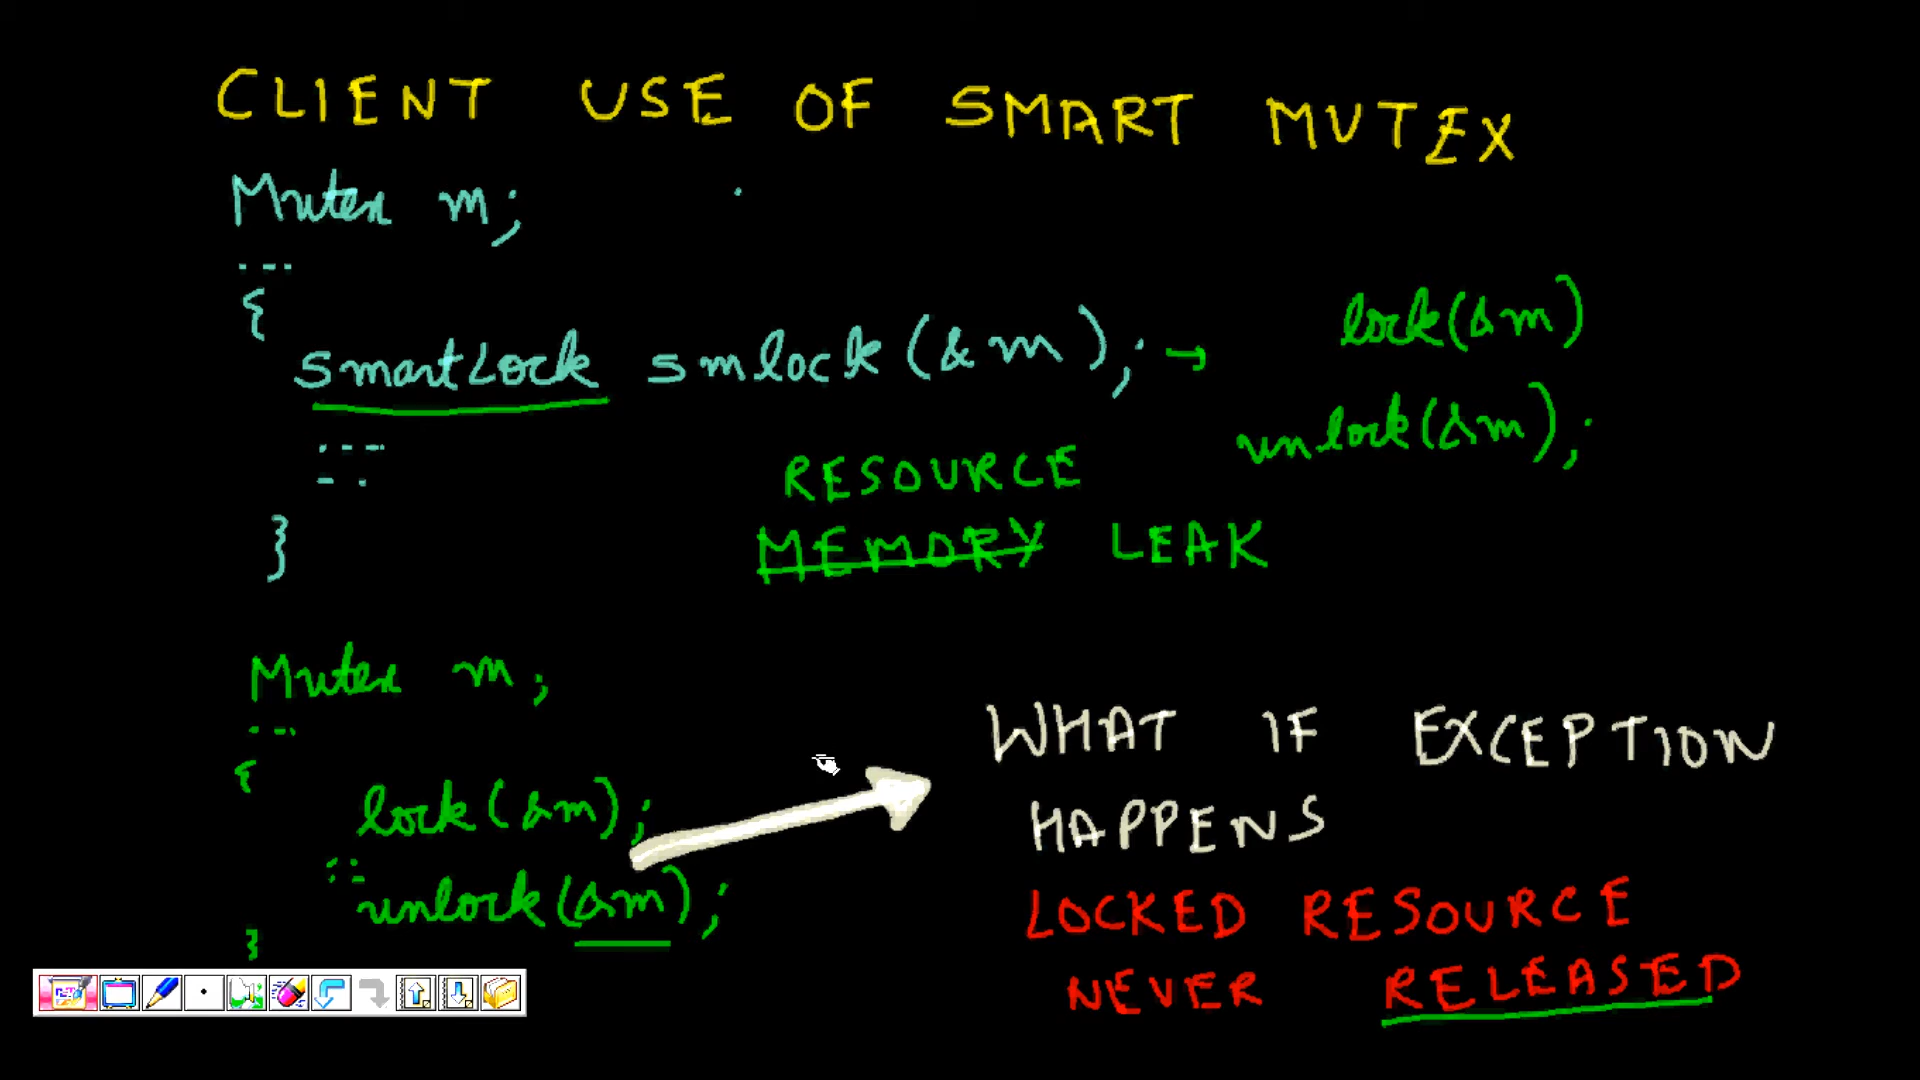 CLIENT USE OF SMART MUTEX
Mutex m;
---
{
smartLock smlock(&m); → lock(&m)
unlock(&m);
RESOURCE
MEMORY LEAK
}
Mutex m;
---
{
lock(&m);
unlock(&m);
}
WHAT IF EXCEPTION
HAPPENS
LOCKED RESOURCE
NEVER RELEASED